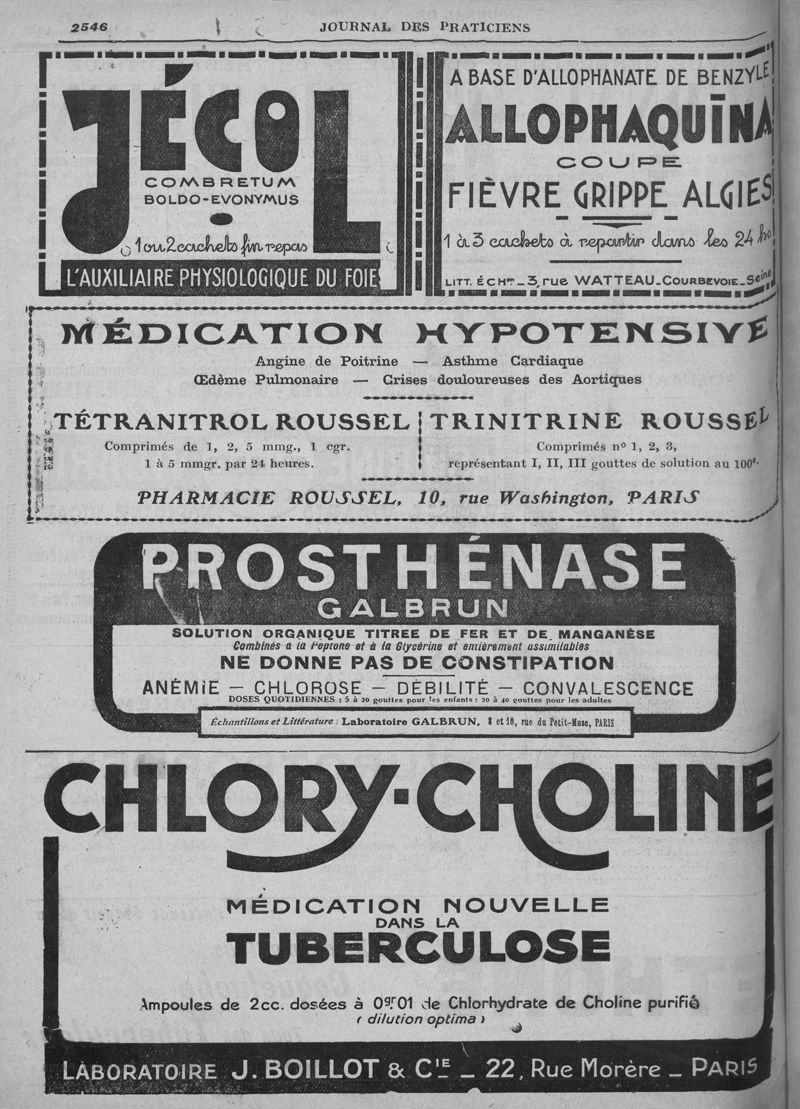 2546
JOURNAL DES PRATICIENS
JÉCOL
COMBRETUM
BOLDO-EVONYMUS
1 ou 2 cachets fin repas
L'AUXILIAIRE PHYSIOLOGIQUE DU FOIE
A BASE D'ALLOPHANATE DE BENZYLE
ALLOPHAQUĪNA
COUPE
FIÈVRE GRIPPE ALGIES
1 à 3 cachets à repartir dans les 24 hes
LITT. ÉCHons _ 3, rue WATTEAU_COURBEVOIE_Seine
MÉDICATION HYPOTENSIVE
Angine de Poitrine — Asthme Cardiaque
Œdème Pulmonaire — Crises douloureuses des Aortiques
TÉTRANITROL ROUSSEL
Comprimés de 1, 2, 5 mmg., 1 cgr.
1 à 5 mmgr. par 24 heures.
TRINITRINE ROUSSEL
Comprimés nº 1, 2, 3,
représentant I, II, III gouttes de solution au 100e.
PHARMACIE ROUSSEL, 10, rue Washington, PARIS
PROSTHÉNASE
GALBRUN
SOLUTION ORGANIQUE TITREE DE FER ET DE MANGANÈSE
Combinés a la Peptone et à la Glycérine et entièrement assimilables
NE DONNE PAS DE CONSTIPATION
ANÉMIE — CHLOROSE — DÉBILITÉ — CONVALESCENCE
DOSES QUOTIDIENNES : 5 à 20 gouttes pour les enfants : 20 à 40 gouttes pour les adultes
Échantillons et Littérature : Laboratoire GALBRUN, 8 et 10, rue du Petit-Musc, PARIS
CHLORY-CHOLINE
MÉDICATION NOUVELLE
DANS LA
TUBERCULOSE
Ampoules de 2cc. dosées à 0gr.01 de Chlorhydrate de Choline purifié
( dilution optima )
LABORATOIRE J. BOILLOT & CIE _ 22, Rue Morère _ PARIS